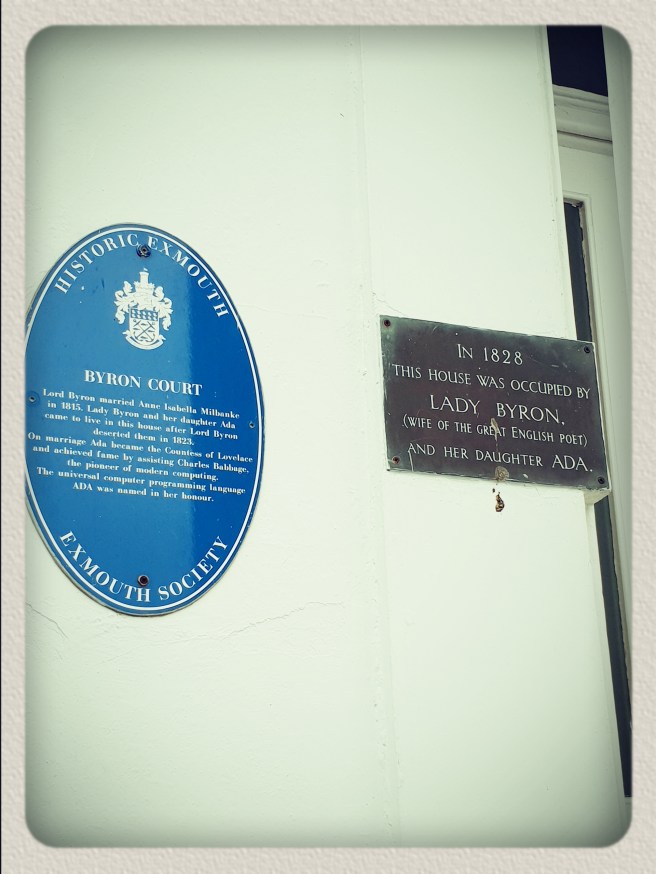 HISTORIC EXMOUTH
BYRON COURT
Lord Byron married Anne Isabella Milbanke
in 1815. Lady Byron and her daughter Ada
came to live in this house after Lord Byron
deserted them in 1823.
On marriage Ada became the Countess of Lovelace
and achieved fame by assisting Charles Babbage,
the pioneer of modern computing.
The universal computer programming language
ADA was named in her honour.
EXMOUTH SOCIETY
IN 1828
THIS HOUSE WAS OCCUPIED BY
LADY BYRON,
(WIFE OF THE GREAT ENGLISH POET)
AND HER DAUGHTER ADA.